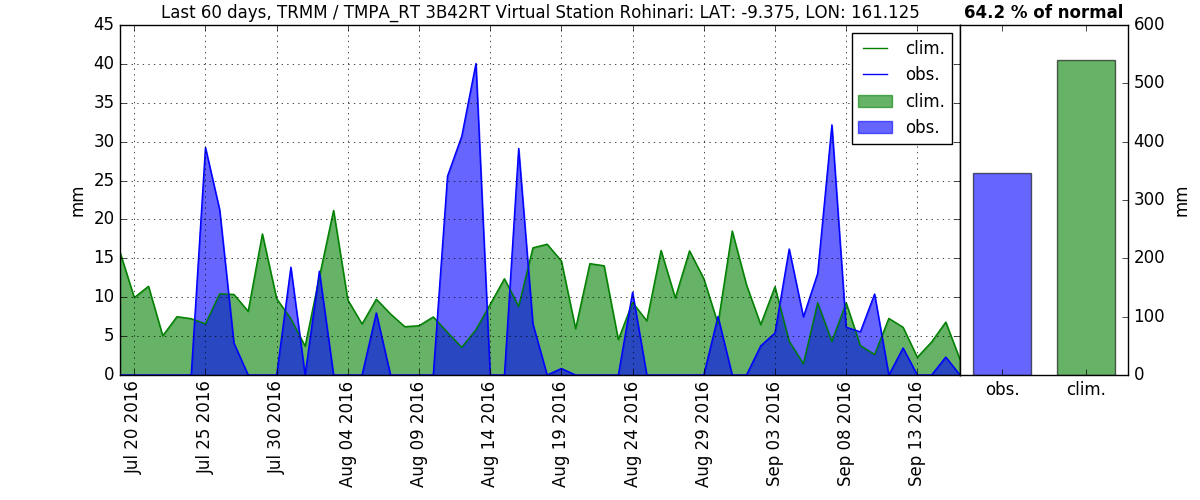 Last 60 days, TRMM / TMPA_RT 3B42RT Virtual Station Rohinari: LAT: -9.375, LON: 161.125
64.2 % of normal
45
40
35
30
25
20
15
10
5
0
mm
clim.
obs.
clim.
obs.
Jul 20 2016
Jul 25 2016
Jul 30 2016
Aug 04 2016
Aug 09 2016
Aug 14 2016
Aug 19 2016
Aug 24 2016
Aug 29 2016
Sep 03 2016
Sep 08 2016
Sep 13 2016
600
500
400
300
200
100
0
mm
obs.
clim.